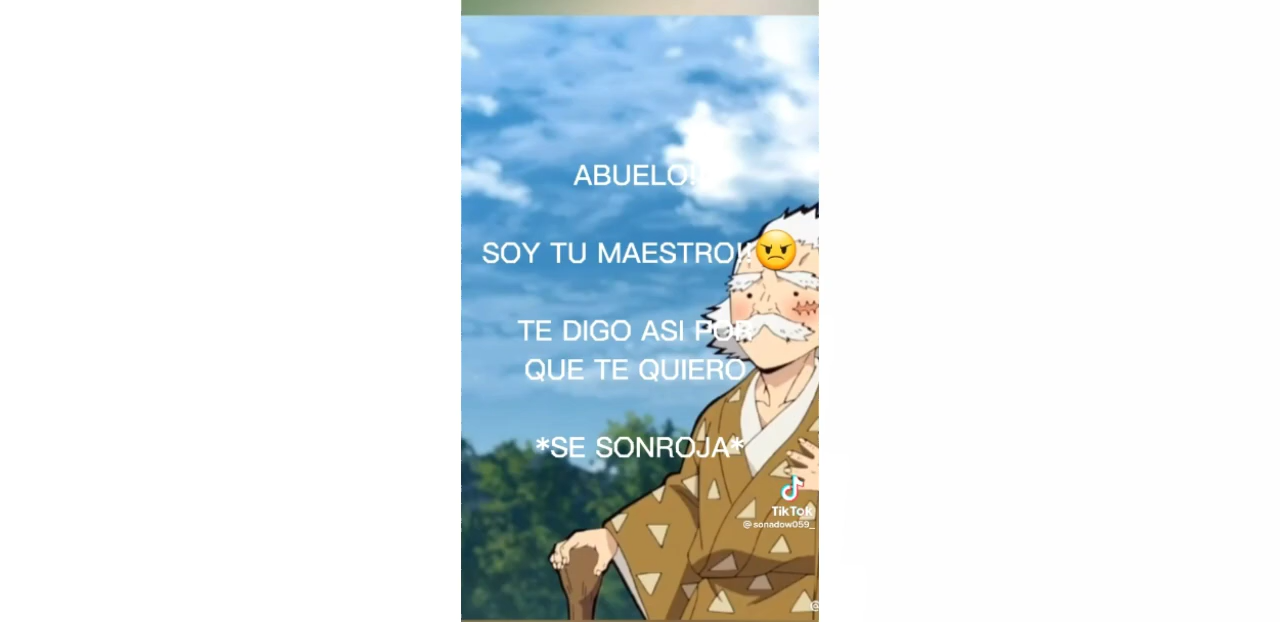 ABUELO!!
SOY TU MAESTRO!!😠
TE DIGO ASI POR
QUE TE QUIERO
*SE SONROJA*
TikTok
@sonadow059_
@